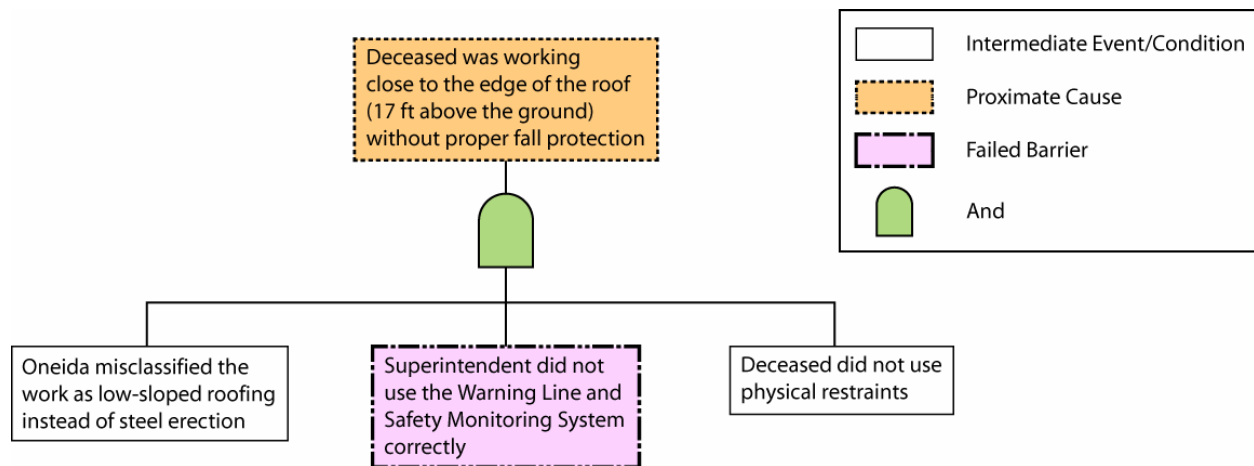 Deceased was working
close to the edge of the roof
(17 ft above the ground)
without proper fall protection
Intermediate Event/Condition
Proximate Cause
Failed Barrier
And
Oneida misclassified the
work as low-sloped roofing
instead of steel erection
Superintendent did not
use the Warning Line and
Safety Monitoring System
correctly
Deceased did not use
physical restraints